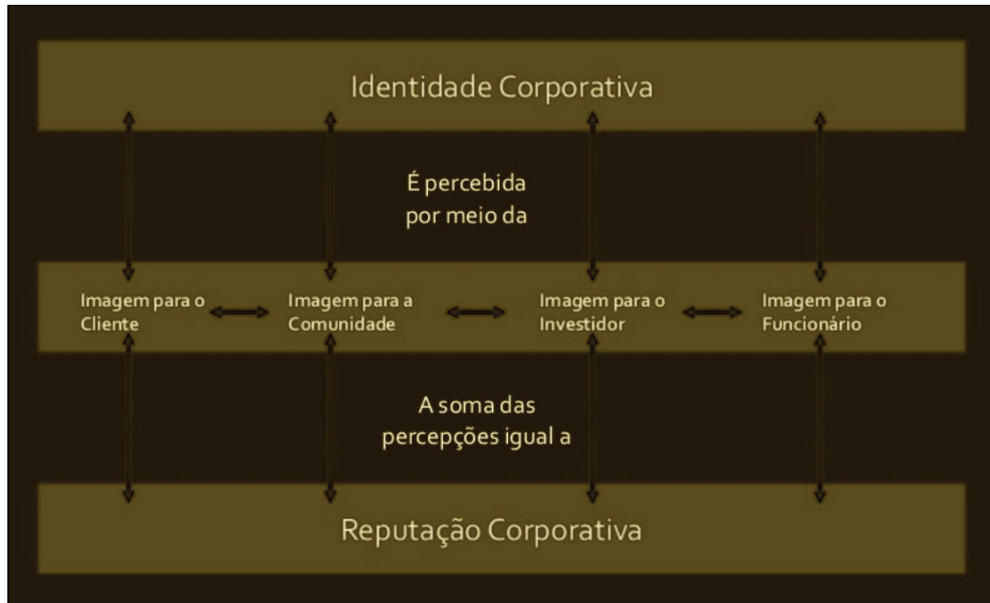 Identidade Corporativa
É percebida
por meio da
Imagem para o
Cliente
Imagem para a
Comunidade
Imagem para o
Investidor
Imagem para o
Funcionário
A soma das
percepções igual a
Reputação Corporativa